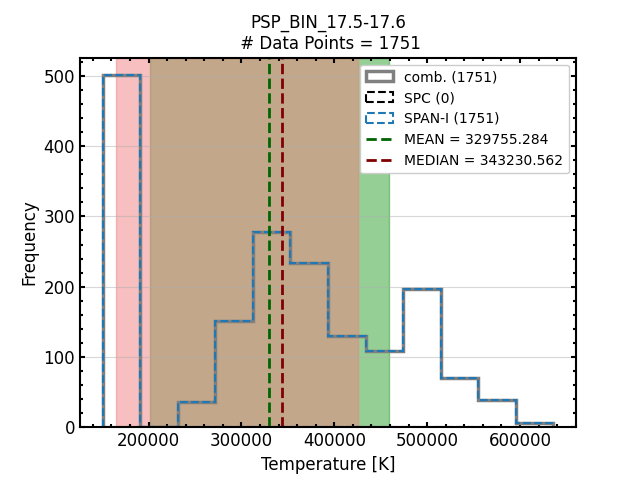 PSP_BIN_17.5-17.6
# Data Points = 1751
comb. (1751)
SPC (0)
SPAN-I (1751)
MEAN = 329755.284
MEDIAN = 343230.562
Frequency
500
400
300
200
100
0
200000 300000 400000 500000 600000
Temperature [K]